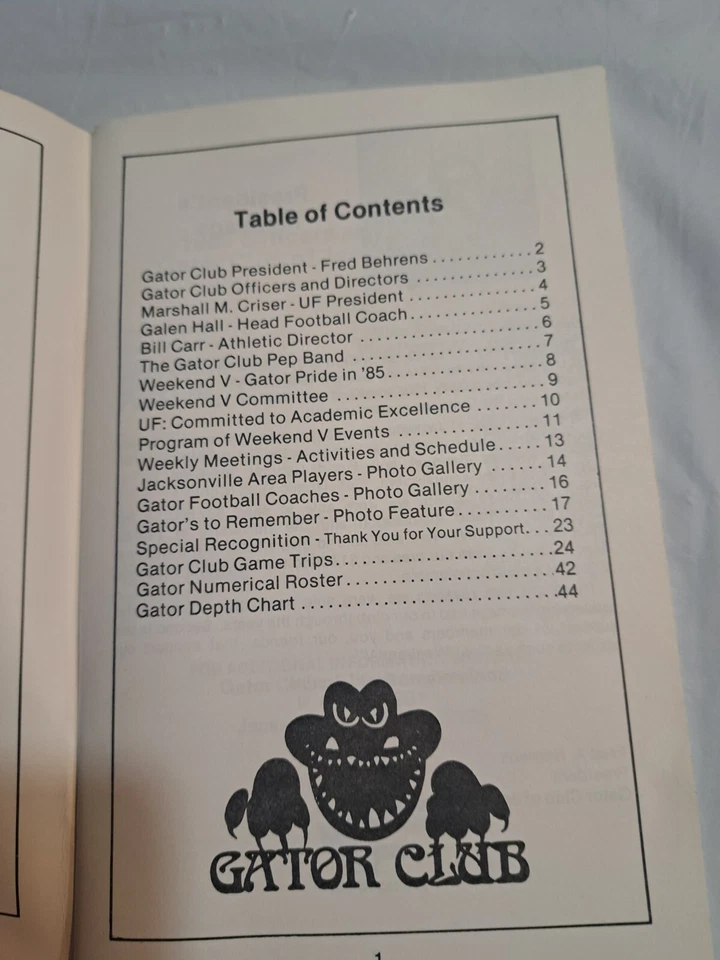 Table of Contents
Gator Club President - Fred Behrens . . . . . . . . . . . . 2
Gator Club Officers and Directors . . . . . . . . . . . . . 3
Marshall M. Criser - UF President . . . . . . . . . . . . . 4
Galen Hall - Head Football Coach . . . . . . . . . . . . . 5
Bill Carr - Athletic Director . . . . . . . . . . . . . . . . . . . 6
The Gator Club Pep Band . . . . . . . . . . . . . . . . . . . 7
Weekend V - Gator Pride in '85 . . . . . . . . . . . . . . . 8
Weekend V Committee . . . . . . . . . . . . . . . . . . . . . 9
UF: Committed to Academic Excellence . . . . . . . 10
Program of Weekend V Events . . . . . . . . . . . . . . 11
Weekly Meetings - Activities and Schedule . . . . . 13
Jacksonville Area Players - Photo Gallery . . . . . . 14
Gator Football Coaches - Photo Gallery . . . . . . . . 16
Gator's to Remember - Photo Feature . . . . . . . . . . 17
Special Recognition - Thank You for Your Support . . . 23
Gator Club Game Trips . . . . . . . . . . . . . . . . . . . . . . 24
Gator Numerical Roster . . . . . . . . . . . . . . . . . . . . . 42
Gator Depth Chart . . . . . . . . . . . . . . . . . . . . . . . . . 44
GATOR CLUB
1